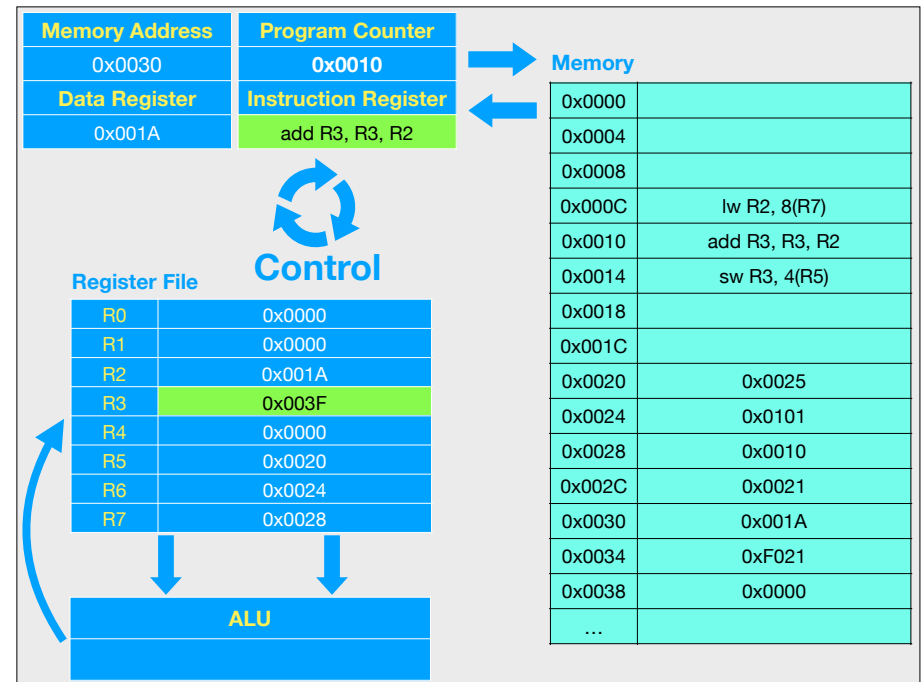 Memory Address Program Counter
0x0030 0x0010
Data Register Instruction Register
0x001A add R3, R3, R2
Control
Register File
R0 0x0000
R1 0x0000
R2 0x001A
R3 0x003F
R4 0x0000
R5 0x0020
R6 0x0024
R7 0x0028
ALU
Memory
0x0000
0x0004
0x0008
0x000C lw R2, 8(R7)
0x0010 add R3, R3, R2
0x0014 sw R3, 4(R5)
0x0018
0x001C
0x0020 0x0025
0x0024 0x0101
0x0028 0x0010
0x002C 0x0021
0x0030 0x001A
0x0034 0xF021
0x0038 0x0000
…